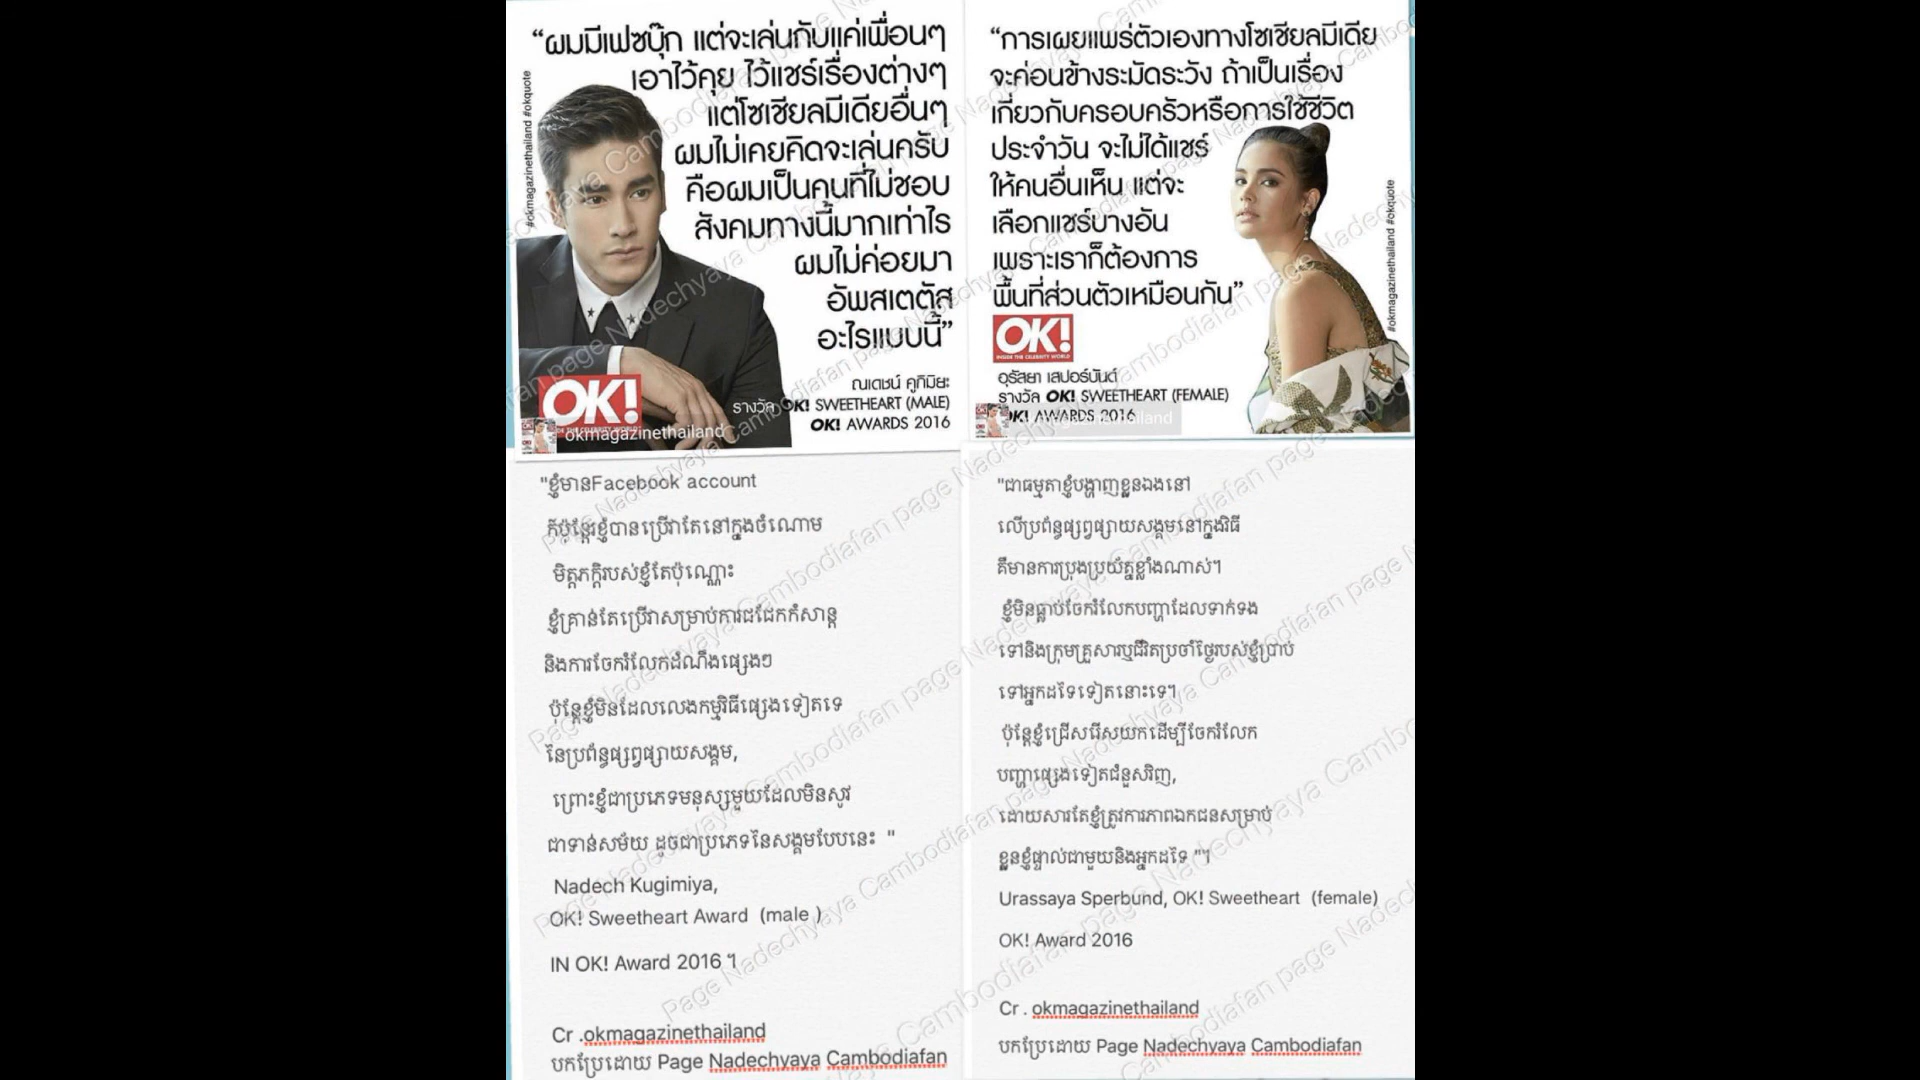 “ผมมีเฟซบุ๊ก แต่จะเล่นกับแค่เพื่อนๆ
เอาไว้คุย ไว้แชร์เรื่องต่างๆ
แต่โซเชียลมีเดียอื่นๆ
ผมไม่เคยคิดจะเล่นครับ
คือผมเป็นคนที่ไม่ชอบ
สังคมทางนี้มากเท่าไร
ผมไม่ค่อยมา
อัพสเตตัส
อะไรแบบนี้”
#okmagazinethailand #okquote
ณเดชน์ คูกิมิยะ
รางวัล OK! SWEETHEART (MALE)
OK! AWARDS 2016
OK!
okmagazinethailand
“การเผยแพร่ตัวเองทางโซเชียลมีเดีย
จะค่อนข้างระมัดระวัง ถ้าเป็นเรื่อง
เกี่ยวกับครอบครัวหรือการใช้ชีวิต
ประจำวัน จะไม่ได้แชร์
ให้คนอื่นเห็น แต่จะ
เลือกแชร์บางอัน
เพราะเราก็ต้องการ
พื้นที่ส่วนตัวเหมือนกัน”
#okmagazinethailand #okquote
OK!
INSIDE THE CELEBRITY WORLD
อุรัสยา เสปอร์บันด์
รางวัล OK! SWEETHEART (FEMALE)
OK! AWARDS 2016
"ខ្ញុំមានFacebook account
ក៏ប៉ុន្តែរខ្ញុំបានប្រើវាតែនៅក្នុងចំណោម
មិត្តភក្តិរបស់ខ្ញុំតែប៉ុណ្ណោះ
ខ្ញុំគ្រាន់តែប្រើវាសម្រាប់ការជជែកកំសាន្ត
និងការចែករំលែកដំណឹងផ្សេងៗ
ប៉ុន្តែខ្ញុំមិនដែលលេងកម្មវិធីផ្សេងទៀតទេ
នៃប្រព័ន្ធផ្សព្វផ្សាយសង្គម,
ព្រោះខ្ញុំជាប្រភេទមនុស្សមួយដែលមិនសូវ
ជាទាន់សម័យ ដូចជាប្រភេទនៃសង្គមបែបនេះ "
Nadech Kugimiya,
OK! Sweetheart Award (male )
IN OK! Award 2016 ។
Cr .okmagazinethailand
បកប្រែដោយ Page Nadechyaya Cambodiafan
"ជាធម្មតាខ្ញុំបង្ហាញខ្លួនឯងនៅ
លើប្រព័ន្ធផ្សព្វផ្សាយសង្គមនៅក្នុងវិធី
គឺមានការប្រុងប្រយ័ត្នខ្លាំងណាស់។
ខ្ញុំមិនធ្លាប់ចែករំលែកបញ្ហាដែលទាក់ទង
ទៅនិងក្រុមគ្រួសារឬជីវិតប្រចាំថ្ងៃរបស់ខ្ញុំប្រាប់
ទៅអ្នកដទៃទៀតនោះទេ។
ប៉ុន្តែខ្ញុំជ្រើសរើសយកដើម្បីចែករំលែក
បញ្ហាផ្សេងទៀតជំនួសវិញ,
ដោយសារតែខ្ញុំត្រូវការភាពឯកជនសម្រាប់
ខ្លួនខ្ញុំផ្ទាល់ជាមួយនិងអ្នកដទៃ "។
Urassaya Sperbund, OK! Sweetheart (female)
OK! Award 2016
Cr . okmagazinethailand
បកប្រែដោយ Page Nadechyaya Cambodiafan